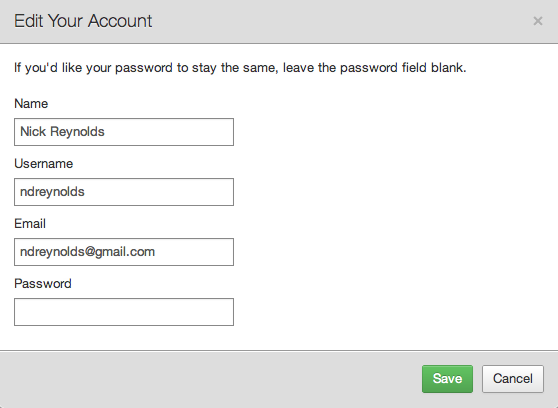 Edit Your Account ×
If you'd like your password to stay the same, leave the password field blank.
Name
Nick Reynolds
Username
ndreynolds
Email
ndreynolds@gmail.com
Password
Save Cancel